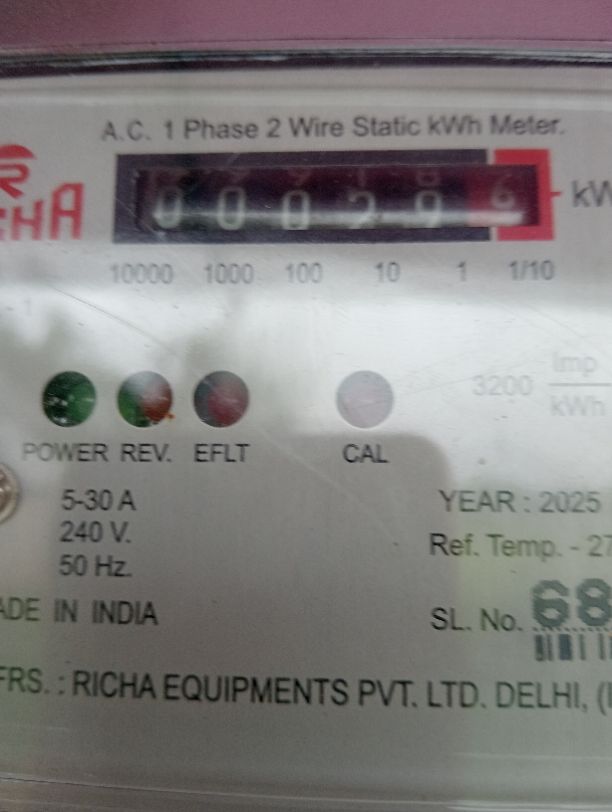 A.C. 1 Phase 2 Wire Static kWh Meter.
RICHA
0 0 0 2 9 6 kW
10000 1000 100 10 1 1/10
3200 Imp
kWh
POWER REV. EFLT CAL
5-30 A
240 V.
50 Hz.
YEAR : 2025
Ref. Temp. - 27
ADE IN INDIA
SL. No. 68
FRS. : RICHA EQUIPMENTS PVT. LTD. DELHI, (I